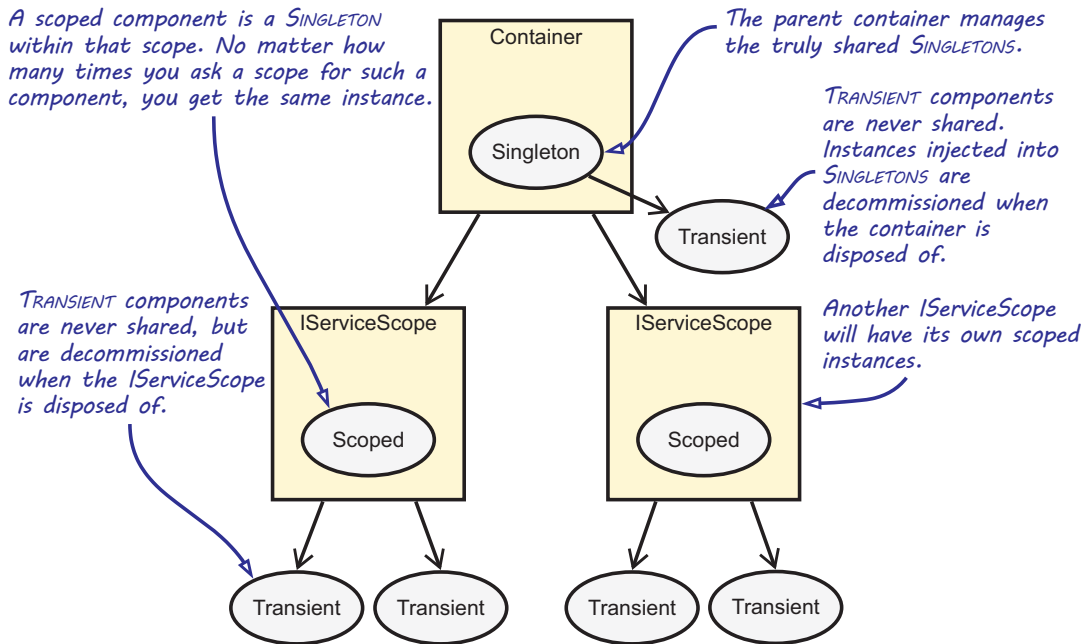 A scoped component is a SINGLETON
within that scope. No matter how
many times you ask a scope for such a
component, you get the same instance.
Container
Singleton
The parent container manages
the truly shared SINGLETONS.
TRANSIENT components
are never shared.
Instances injected into
SINGLETONS are
decommissioned when
the container is
disposed of.
Transient
TRANSIENT components
are never shared, but
are decommissioned
when the IServiceScope
is disposed of.
IServiceScope
Scoped
IServiceScope
Scoped
Another IServiceScope
will have its own scoped
instances.
Transient
Transient
Transient
Transient